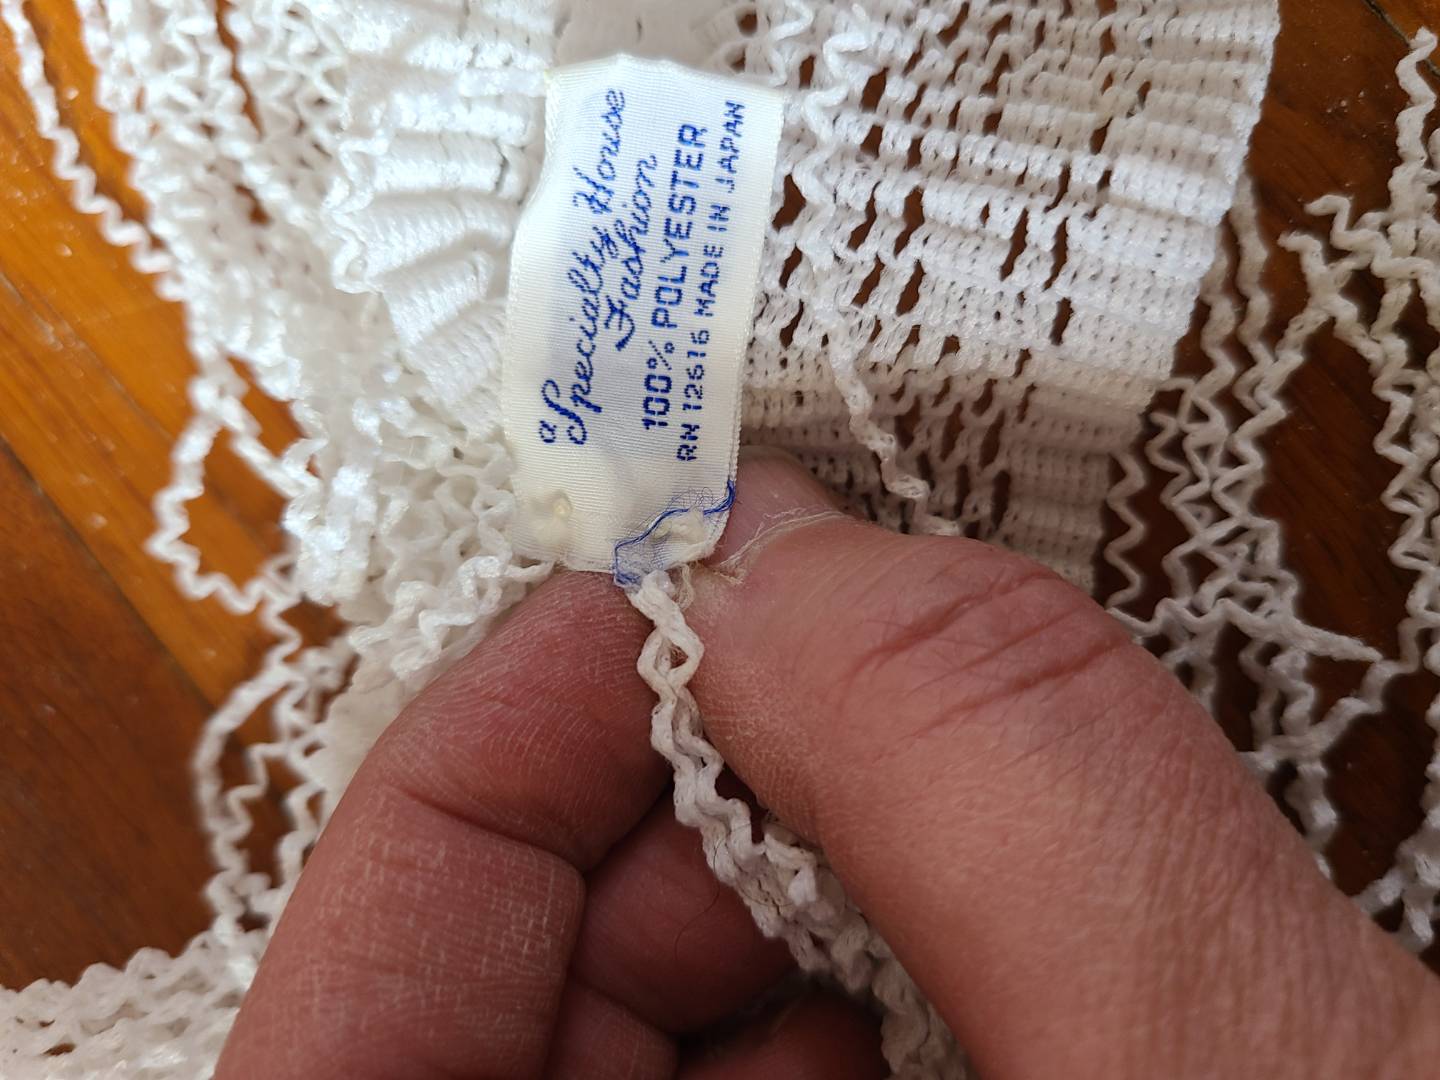 a Specialty House
Fashion
100% POLYESTER
RN 12616 MADE IN JAPAN